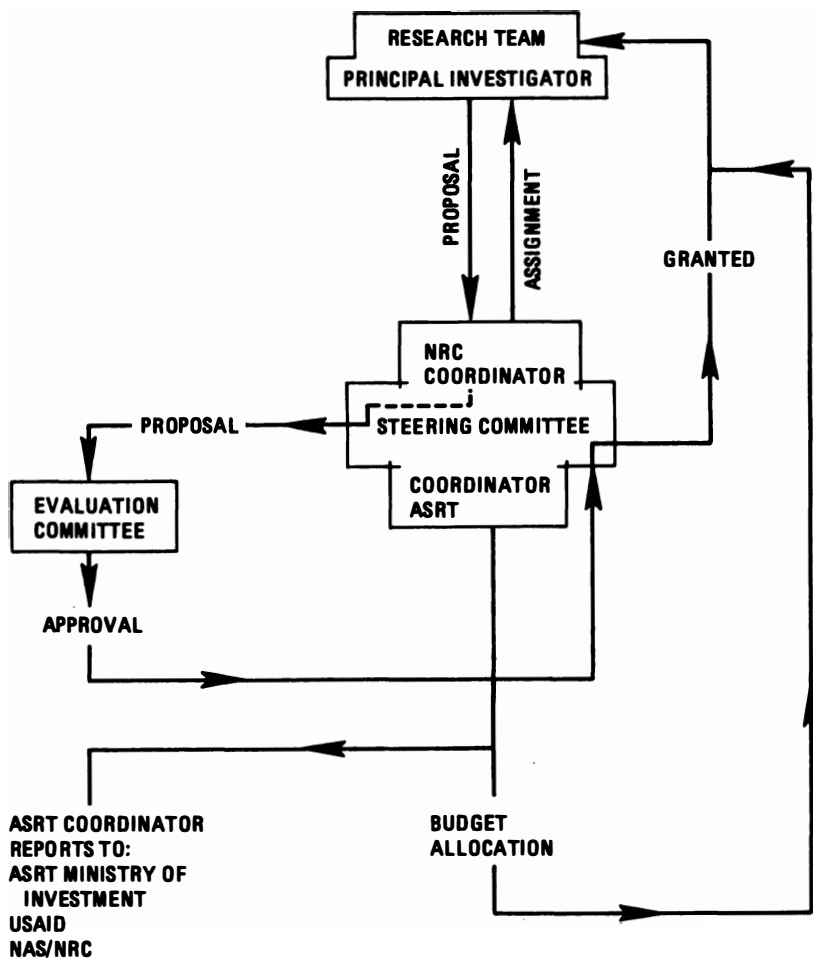 RESEARCH TEAM
PRINCIPAL INVESTIGATOR
PROPOSAL
ASSIGNMENT
GRANTED
NRC
COORDINATOR
PROPOSAL
STEERING COMMITTEE
EVALUATION
COMMITTEE
COORDINATOR
ASRT
APPROVAL
ASRT COORDINATOR
REPORTS TO:
ASRT MINISTRY OF
INVESTMENT
USAID
NAS/NRC
BUDGET
ALLOCATION